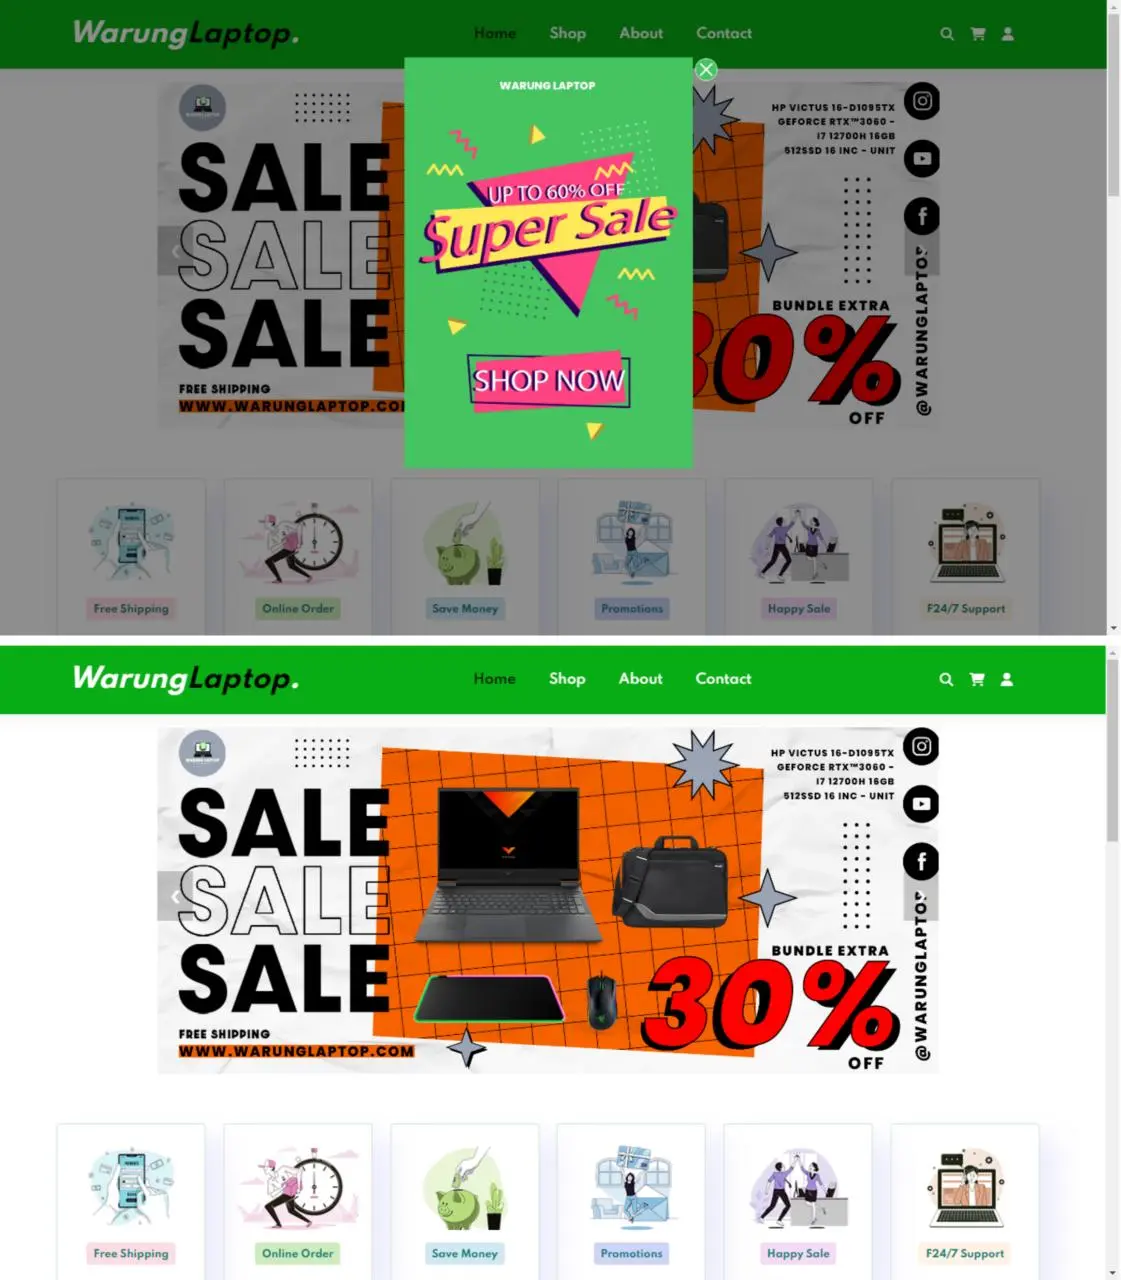 WarungLaptop.
Home Shop About Contact
WARUNG LAPTOP
UP TO 60% OFF
Super Sale
SHOP NOW
SALE
SALE
SALE
FREE SHIPPING
WWW.WARUNGLAPTOP.CO
HP VICTUS 16-D1095TX
GEFORCE RTX™3060 -
I7 12700H 16GB
512SSD 16 INC - UNIT
BUNDLE EXTRA
30%
OFF
@WARUNGLAPTOP
Free Shipping
Online Order
Save Money
Promotions
Happy Sale
F24/7 Support
WarungLaptop.
Home Shop About Contact
SALE
SALE
SALE
FREE SHIPPING
WWW.WARUNGLAPTOP.COM
HP VICTUS 16-D1095TX
GEFORCE RTX™3060 -
I7 12700H 16GB
512SSD 16 INC - UNIT
BUNDLE EXTRA
30%
OFF
@WARUNGLAPTOP
Free Shipping
Online Order
Save Money
Promotions
Happy Sale
F24/7 Support